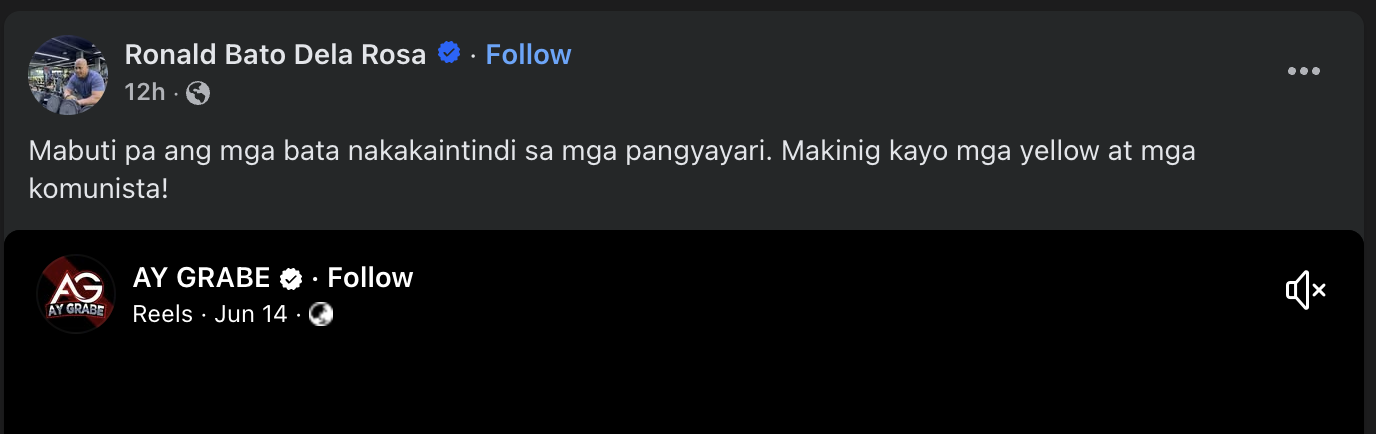 Ronald Bato Dela Rosa · Follow
12h ·
Mabuti pa ang mga bata nakakaintindi sa mga pangyayari. Makinig kayo mga yellow at mga
komunista!
AG
AY GRABE
AY GRABE · Follow
Reels · Jun 14 ·